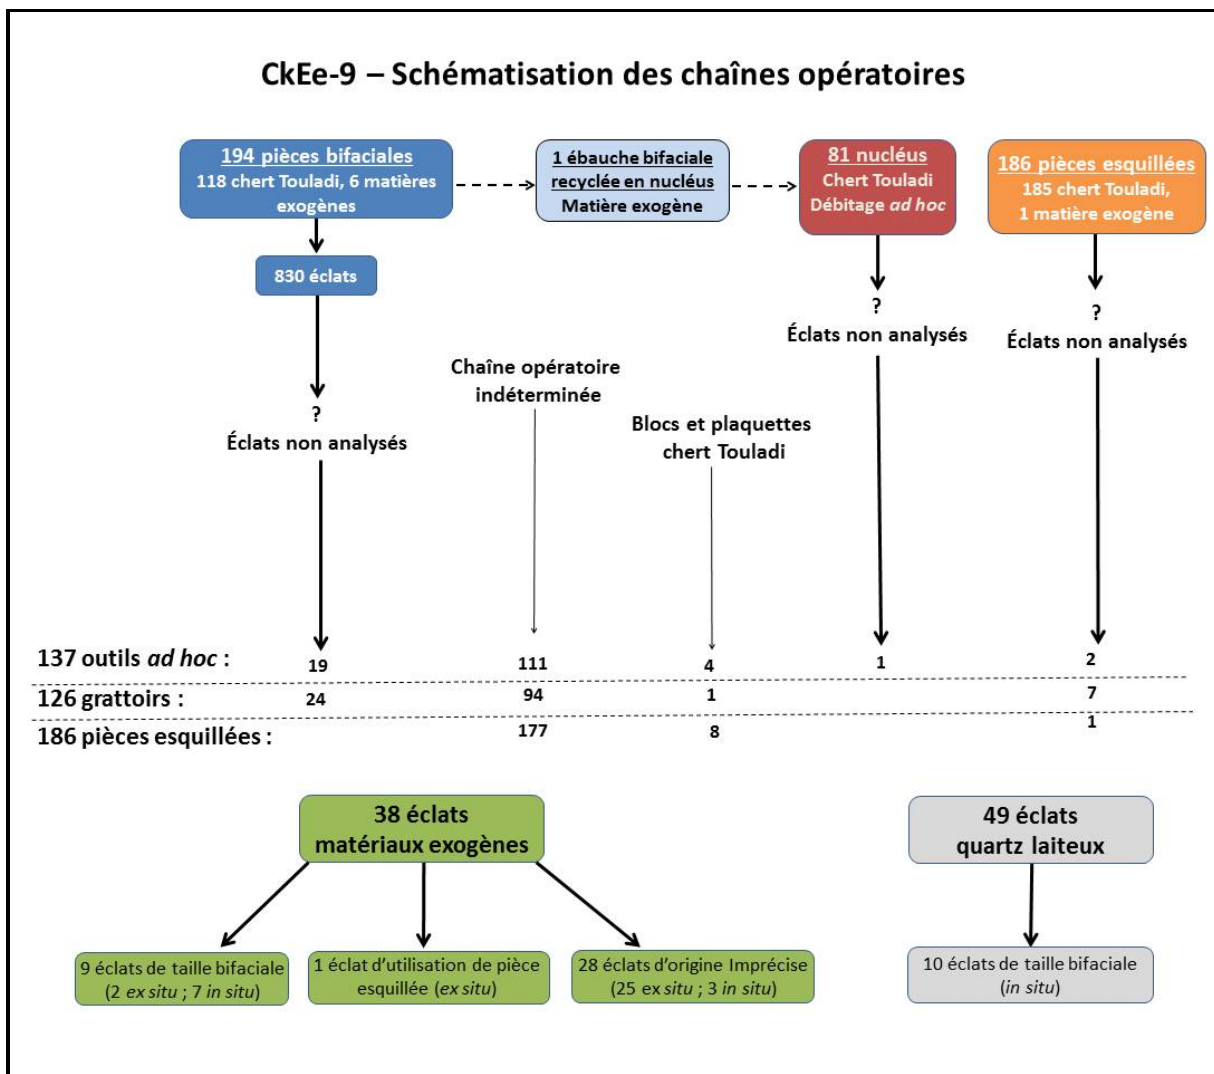 CkEe-9 – Schématisation des chaînes opératoires
194 pièces bifaciales
118 chert Touladi, 6 matières
exogènes
1 ébauche bifaciale
recyclée en nucléus
Matière exogène
81 nucléus
Chert Touladi
Débitage ad hoc
186 pièces esquillées
185 chert Touladi,
1 matière exogène
830 éclats
?
Éclats non analysés
Chaîne opératoire
indéterminée
Blocs et plaquettes
chert Touladi
?
Éclats non analysés
?
Éclats non analysés
137 outils ad hoc : 19 111 4 1 2
126 grattoirs : 24 94 1 7
186 pièces esquillées : 177 8 1
38 éclats
matériaux exogènes
49 éclats
quartz laiteux
9 éclats de taille bifaciale
(2 ex situ ; 7 in situ)
1 éclat d'utilisation de pièce
esquillée (ex situ)
28 éclats d'origine Imprécise
(25 ex situ ; 3 in situ)
10 éclats de taille bifaciale
(in situ)